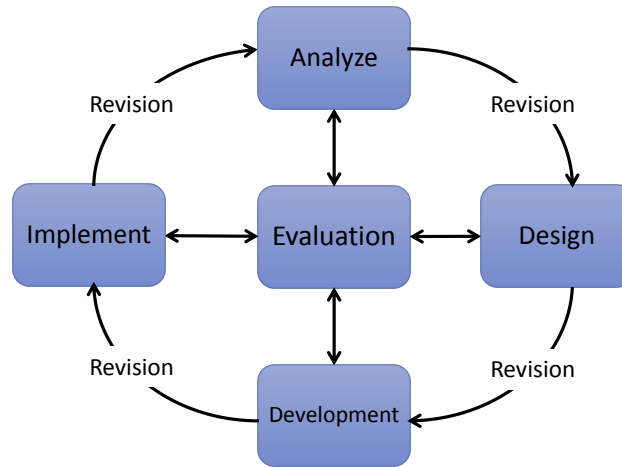 Analyze
Revision
Revision
Implement
Evaluation
Design
Revision
Revision
Development